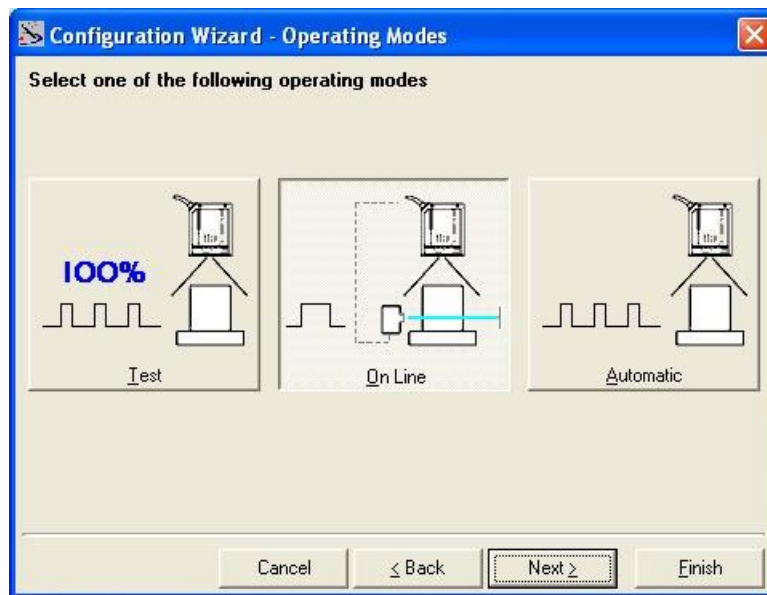 Configuration Wizard - Operating Modes
Select one of the following operating modes
100%
Test
On Line
Automatic
Cancel
< Back
Next >
Finish